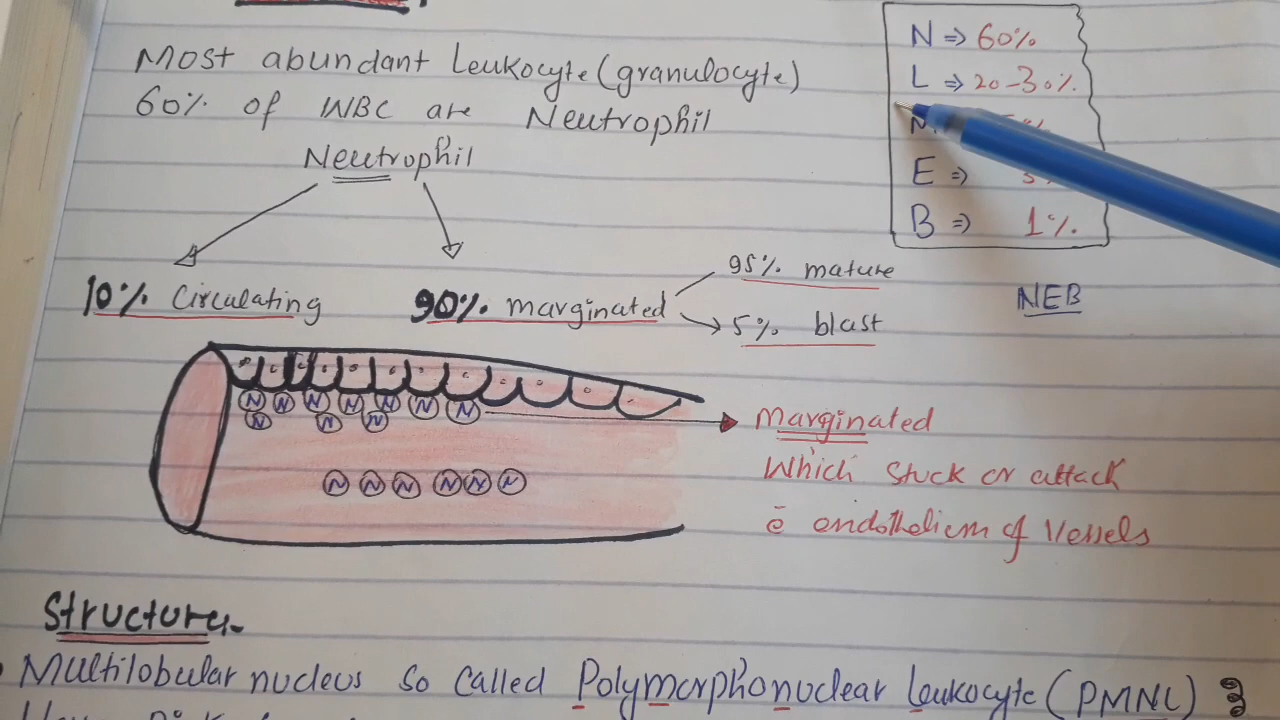 Most abundant Leukocyte (granulocyte)
60% of WBC are Neutrophil
Neutrophil
10% Circulating
90% marginated
95% mature
5% blast
N => 60%
L => 20-30%
M
E =>
B => 1%
NEB
N N N N N N N
N N N
N N N N N N
marginated
Which stuck or attack
ē endothelium of Vessels
Structure
Multilobular nucleus so called Polymorphonuclear Leukocyte (PMNL)